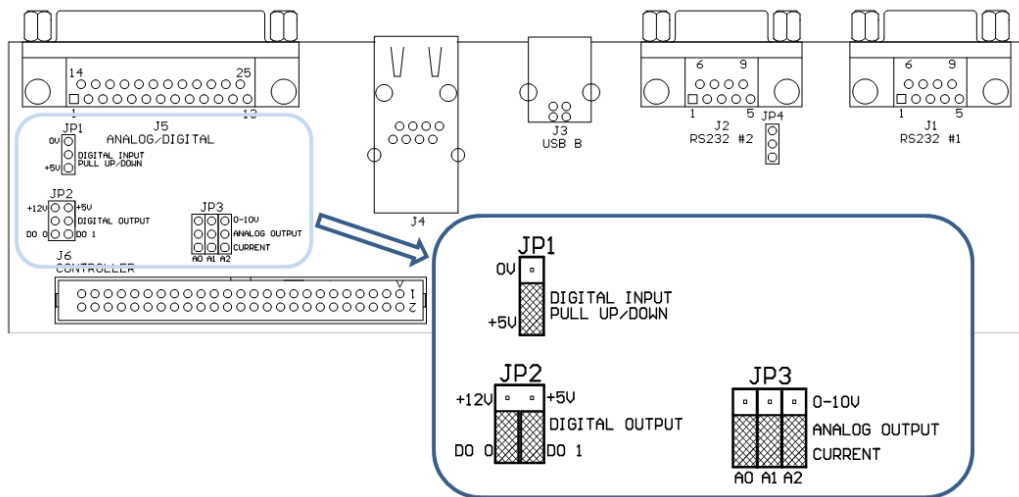 14 25
1 13
J5
ANALOG/DIGITAL
JP1
0V
+5V
DIGITAL INPUT
PULL UP/DOWN
JP2
+12V +5V
DIGITAL OUTPUT
DO 0 DO 1
JP3
0-10V
ANALOG OUTPUT
CURRENT
A0 A1 A2
J6
CONTROLLER
1
2
J4
J3
USB B
6 9
1 5
J2
RS232 #2
JP4
6 9
1 5
J1
RS232 #1
JP1
0V
+5V
DIGITAL INPUT
PULL UP/DOWN
JP2
+12V +5V
DIGITAL OUTPUT
DO 0 DO 1
JP3
0-10V
ANALOG OUTPUT
CURRENT
A0 A1 A2